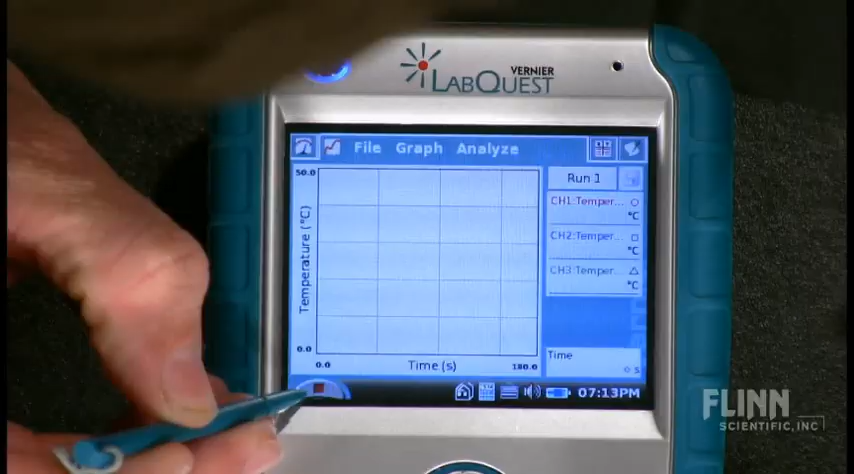 VERNIER
LABQUEST
File Graph Analyze
50.0
Run 1
CH1:Temper...
°C
CH2:Temper...
°C
CH3:Temper...
°C
Temperature (°C)
0.0
0.0
Time (s)
180.0
Time
0 s
07:13PM
FLINN
SCIENTIFIC, INC